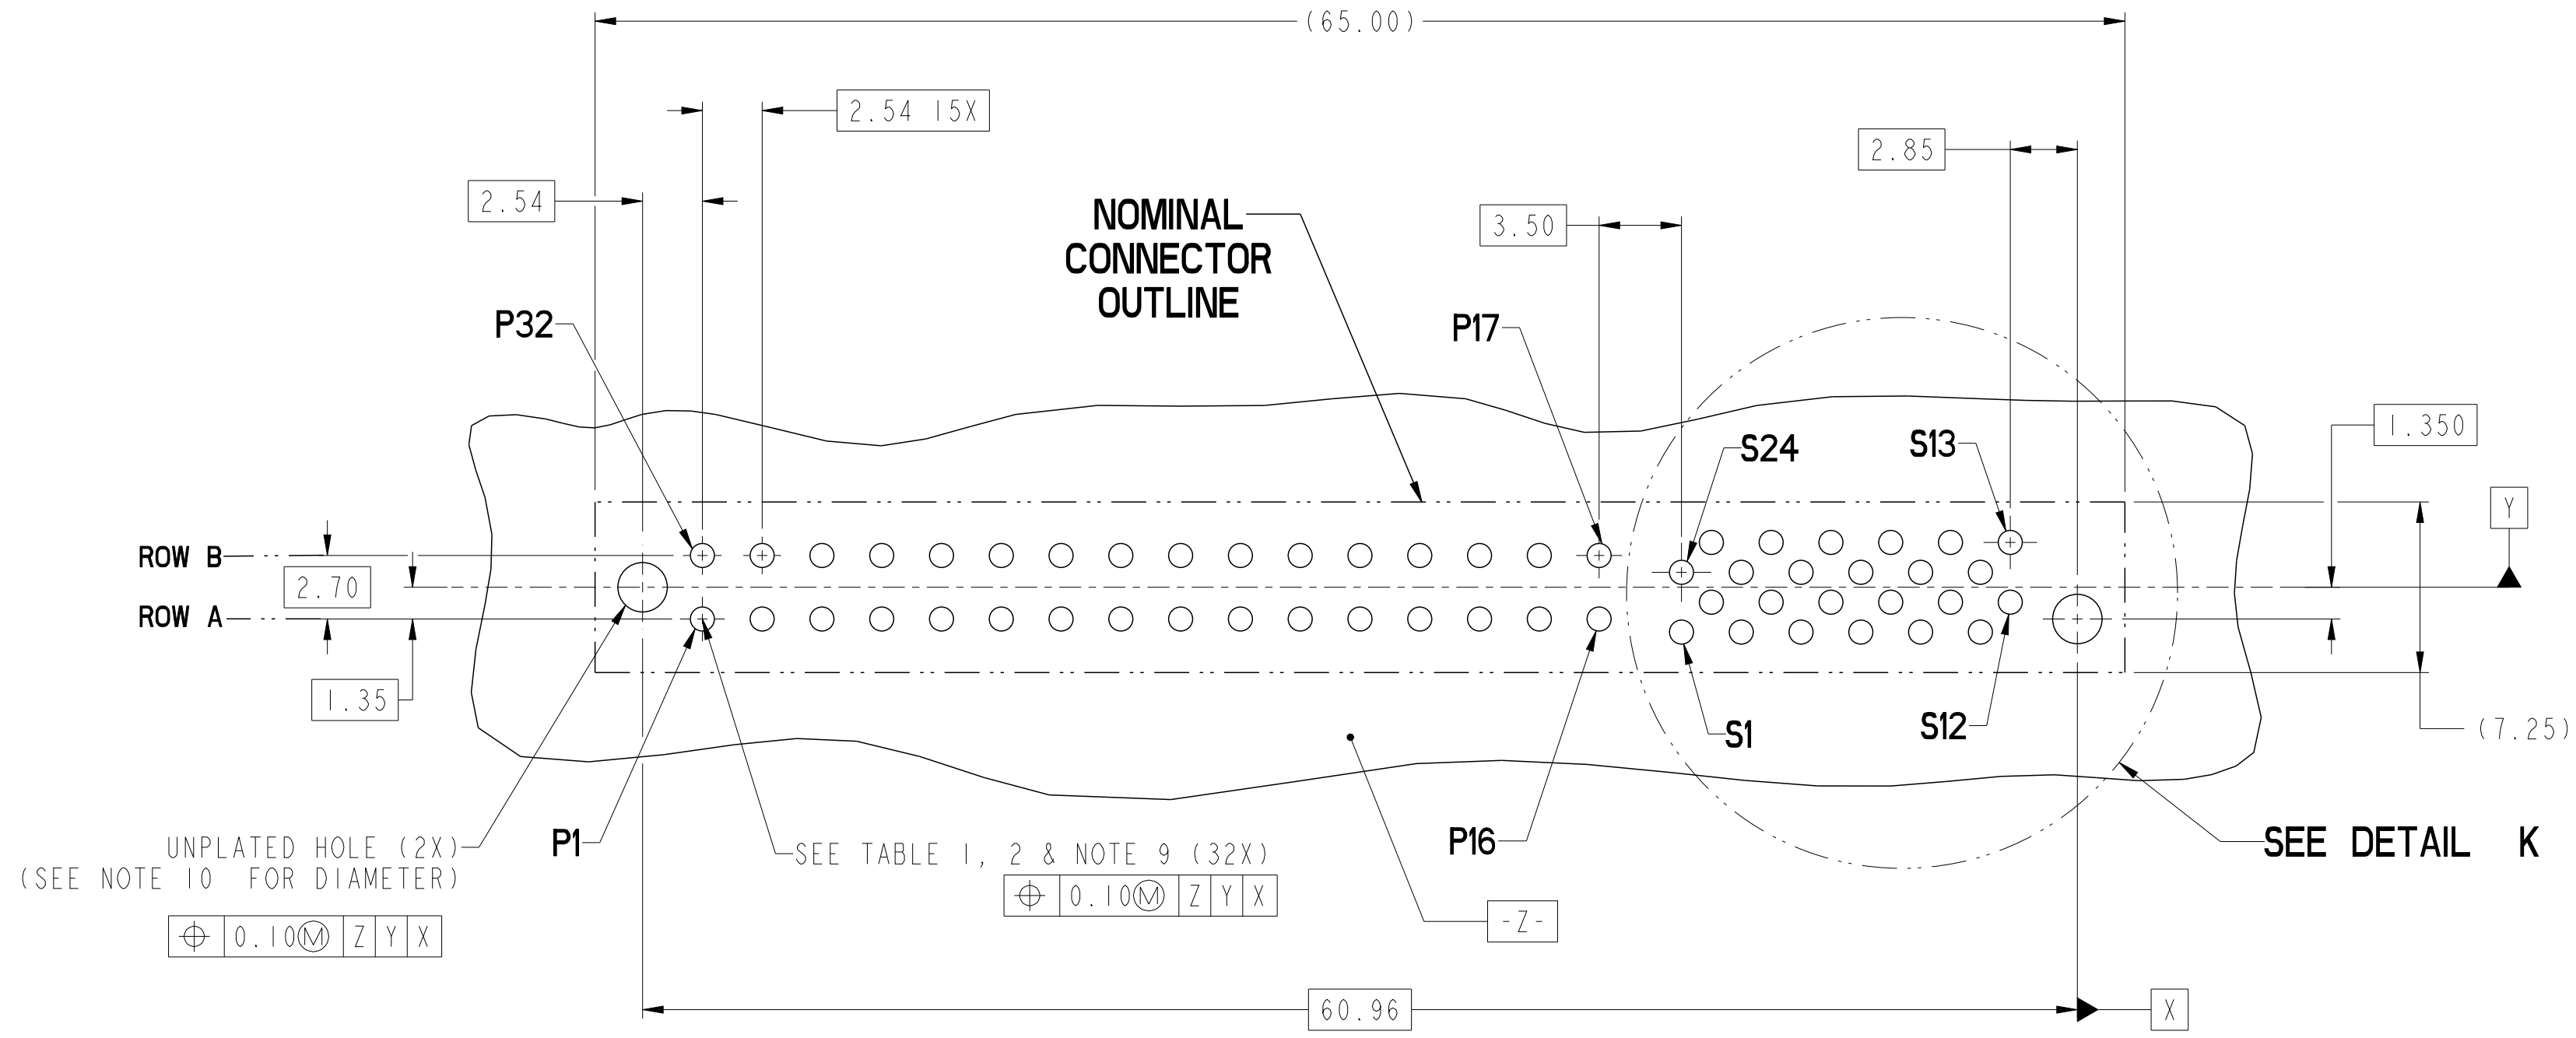 (65.00)
2.54 15X
2.85
2.54
3.50
NOMINAL
CONNECTOR
OUTLINE
P32
P17
1.350
S24
S13
Y
ROW B
2.70
ROW A
1.35
S1
S12
(7.25)
UNPLATED HOLE (2X)
(SEE NOTE 10 FOR DIAMETER)
P1
SEE TABLE 1, 2 & NOTE 9 (32X)
P16
SEE DETAIL K
⌖ 0.10Ⓜ Z Y X
⌖ 0.10Ⓜ Z Y X
-Z-
60.96
X